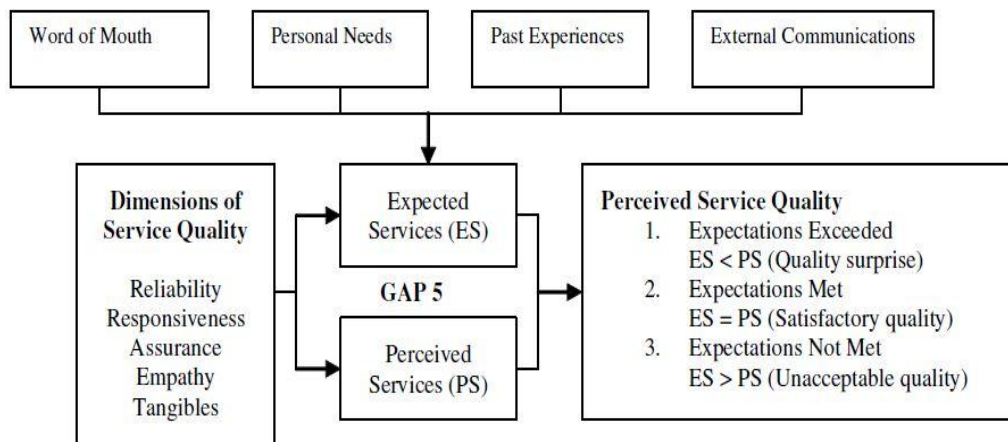 Word of Mouth
Personal Needs
Past Experiences
External Communications
Dimensions of
Service Quality
Reliability
Responsiveness
Assurance
Empathy
Tangibles
Expected
Services (ES)
GAP 5
Perceived
Services (PS)
Perceived Service Quality
1. Expectations Exceeded
ES < PS (Quality surprise)
2. Expectations Met
ES = PS (Satisfactory quality)
3. Expectations Not Met
ES > PS (Unacceptable quality)